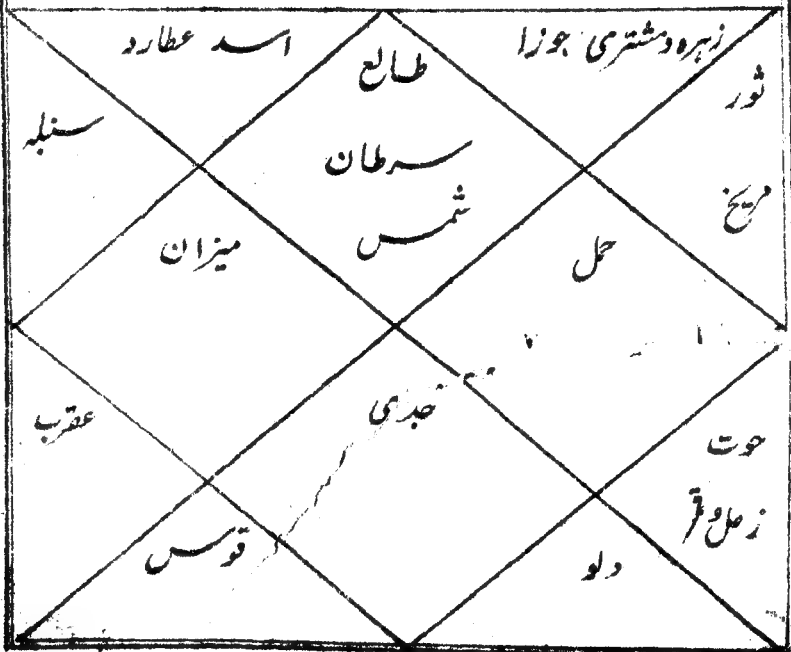 زہرہ و مشتری جوزا
اسد عطارد
طالع
سرطان
شمس
ثور
مریخ
سنبلہ
میزان
حمل
عقرب
جدی
حوت
زحل و قمر
قوس
دلو